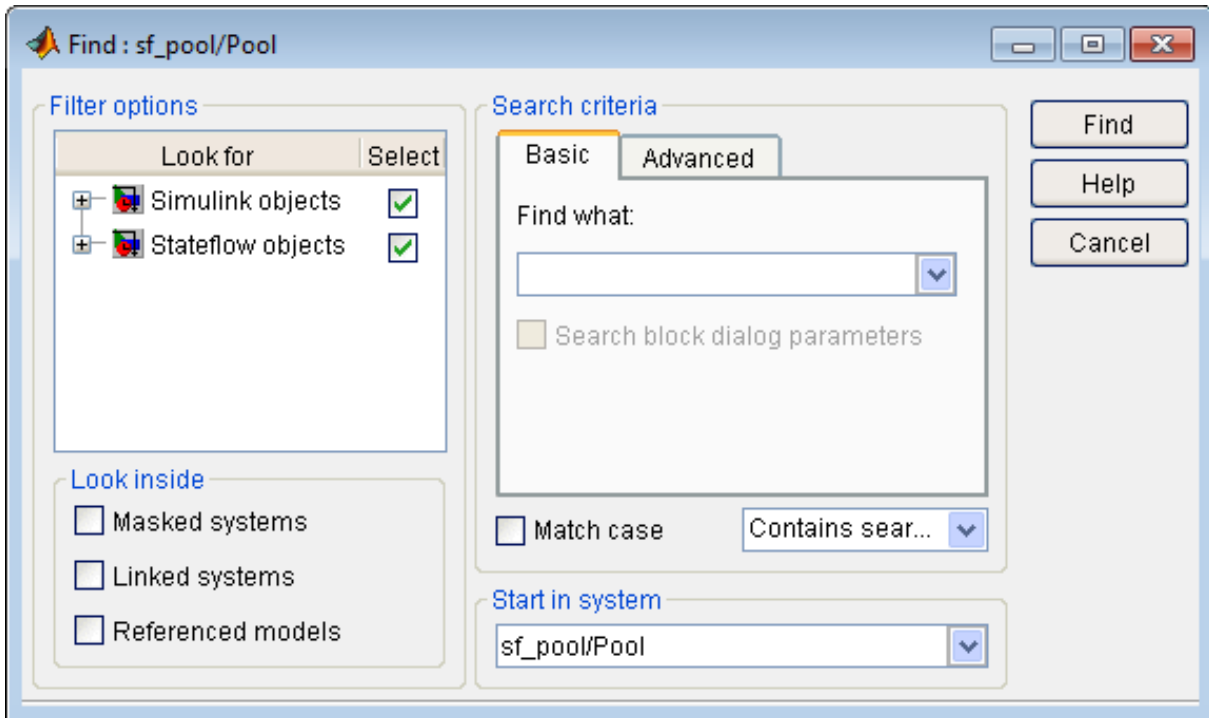 Find : sf_pool/Pool
Filter options
Look for Select
Simulink objects
Stateflow objects
Look inside
Masked systems
Linked systems
Referenced models
Search criteria
Basic Advanced
Find what:
Search block dialog parameters
Match case Contains sear...
Start in system
sf_pool/Pool
Find
Help
Cancel